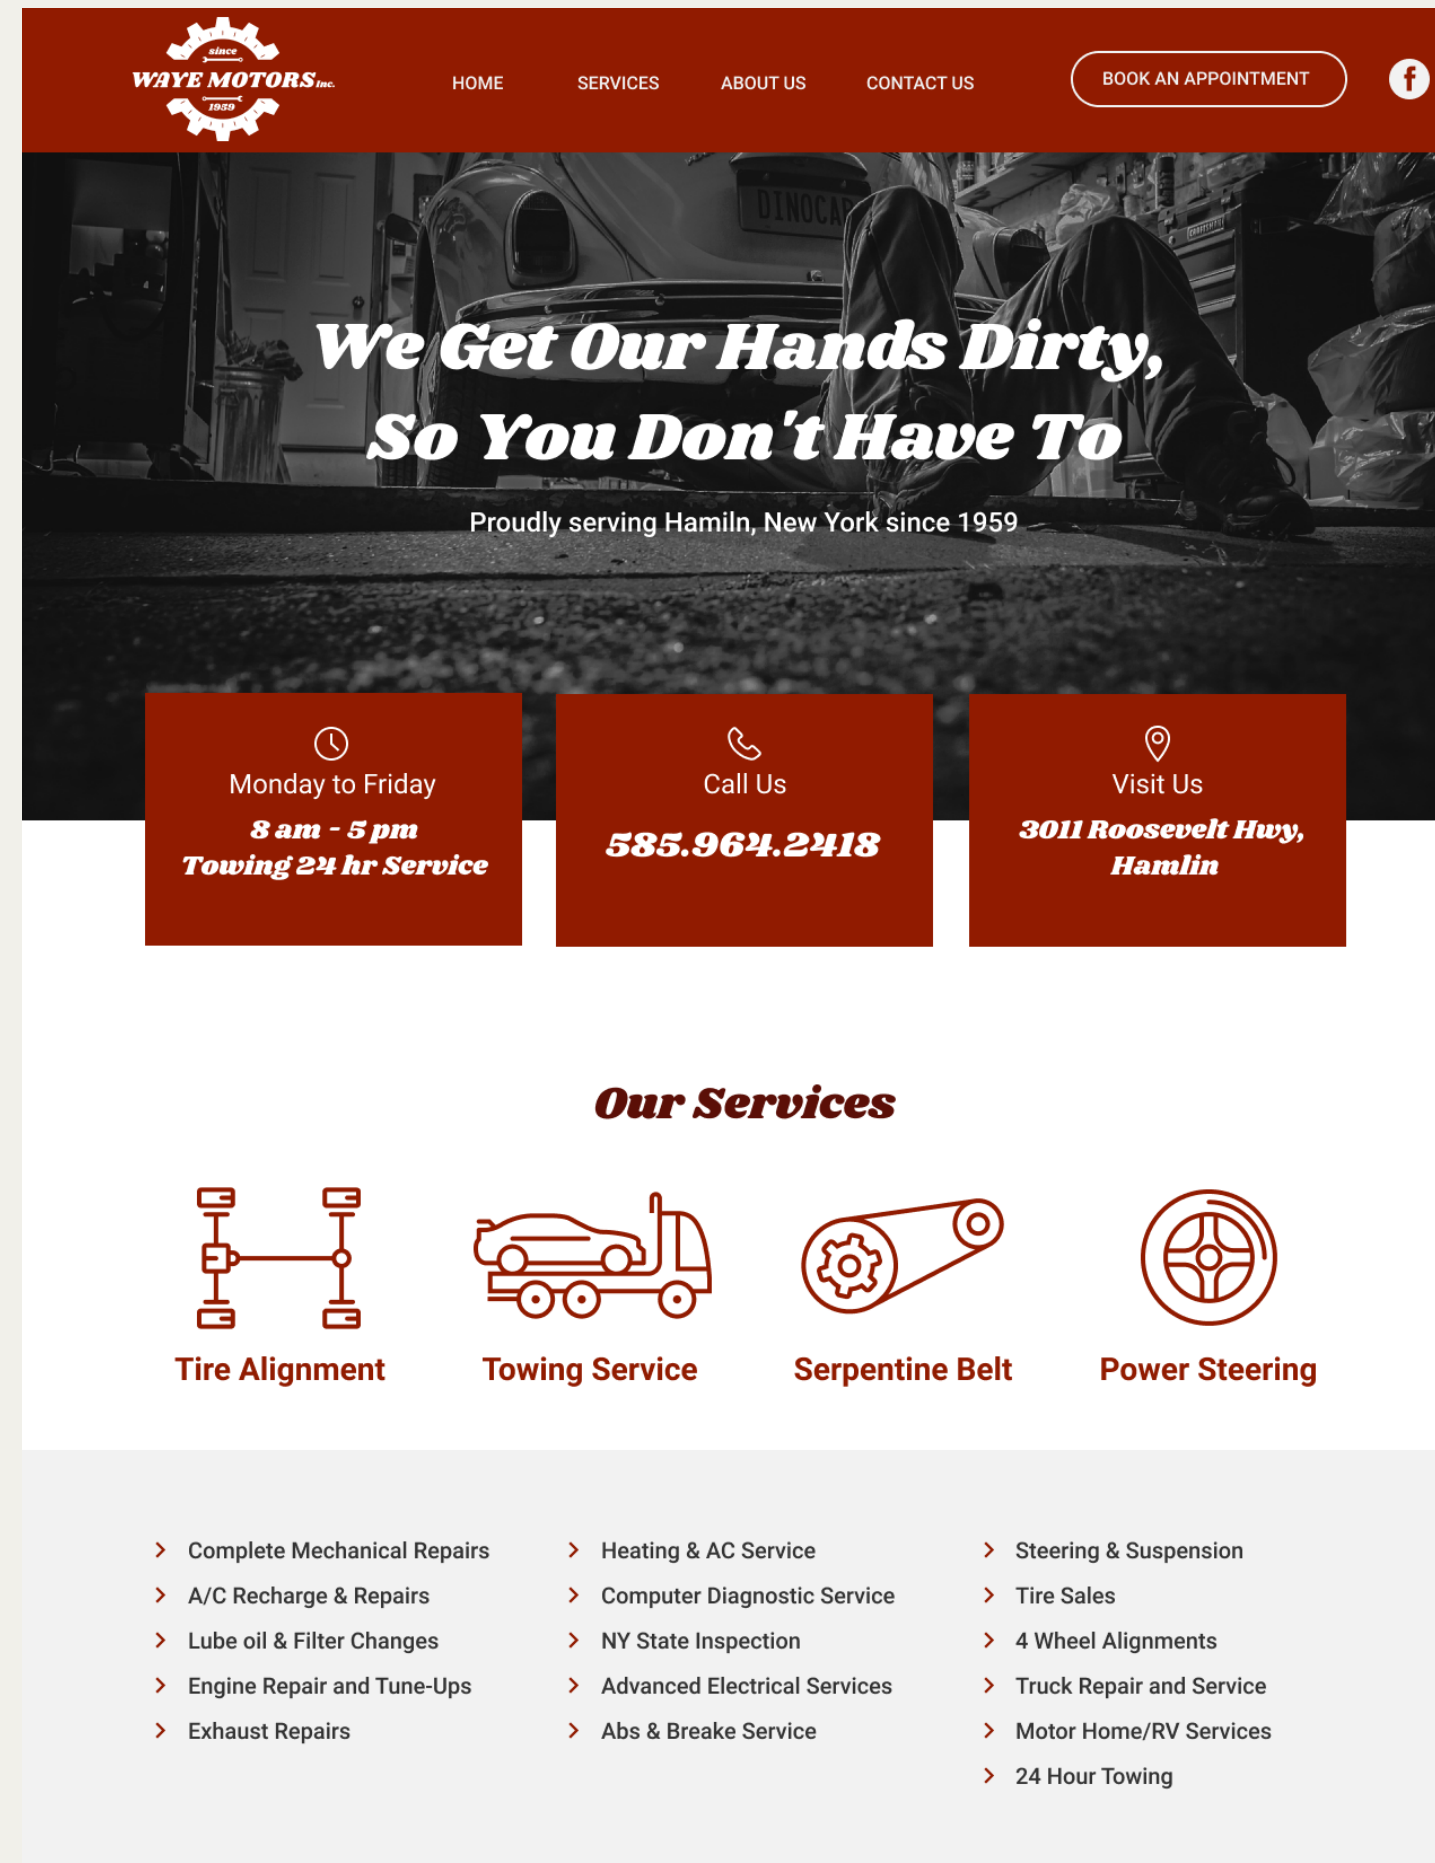 since
WAYE MOTORS Inc.
1959
HOME
SERVICES
ABOUT US
CONTACT US
BOOK AN APPOINTMENT
f
DINOCA
CRAFTSMAN
We Get Our Hands Dirty,
So You Don't Have To
Proudly serving Hamiln, New York since 1959
Monday to Friday
8 am - 5 pm
Towing 24 hr Service
Call Us
585.964.2418
Visit Us
3011 Roosevelt Hwy,
Hamlin
Our Services
Tire Alignment
Towing Service
Serpentine Belt
Power Steering
Complete Mechanical Repairs
A/C Recharge & Repairs
Lube oil & Filter Changes
Engine Repair and Tune-Ups
Exhaust Repairs
Heating & AC Service
Computer Diagnostic Service
NY State Inspection
Advanced Electrical Services
Abs & Breake Service
Steering & Suspension
Tire Sales
4 Wheel Alignments
Truck Repair and Service
Motor Home/RV Services
24 Hour Towing